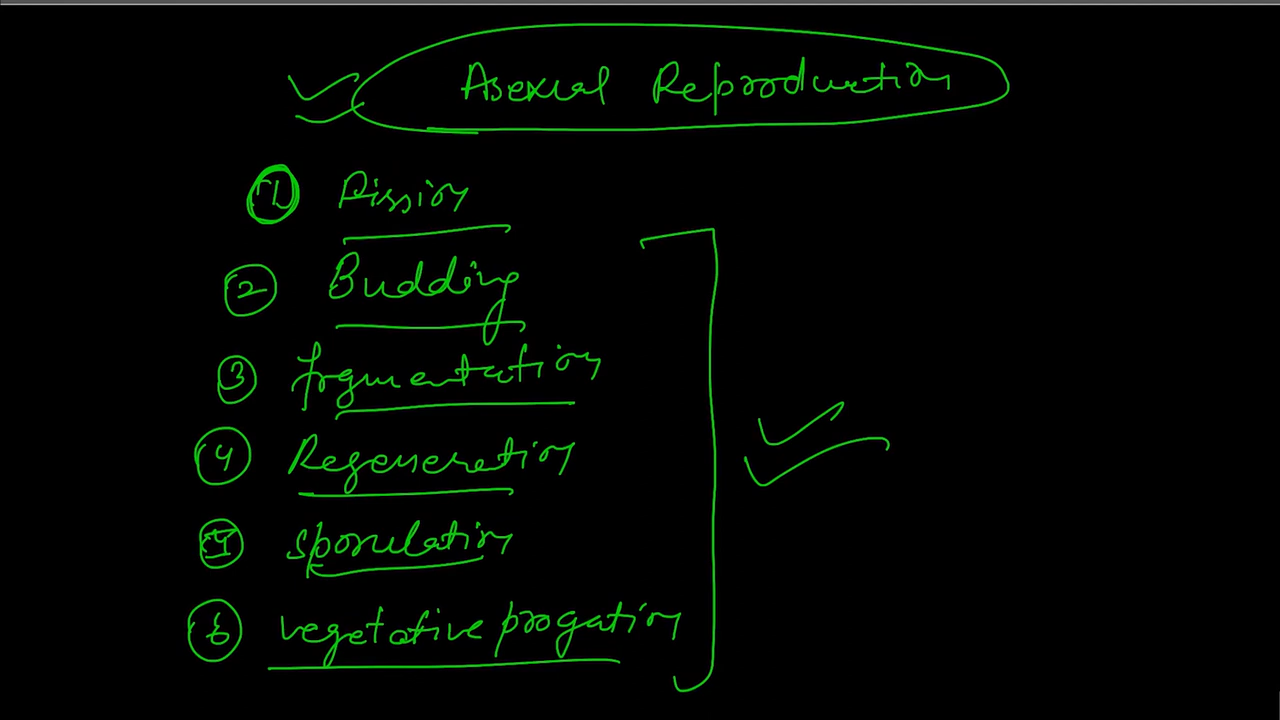 Asexual Reproduction
1 Fission
2 Budding
3 fragmentation
4 Regeneration
5 sporulation
6 vegetative progation